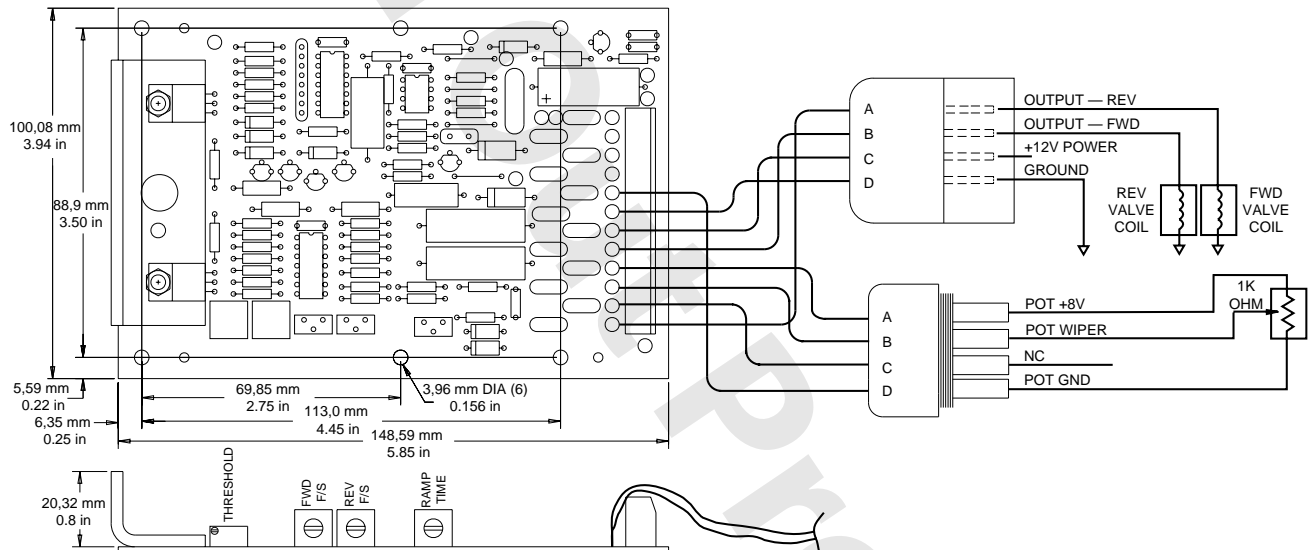 100,08 mm
3.94 in
88,9 mm
3.50 in
5,59 mm
0.22 in
6,35 mm
0.25 in
69,85 mm
2.75 in
113,0 mm
4.45 in
148,59 mm
5.85 in
3,96 mm DIA (6)
0.156 in
+
A
B
C
D
OUTPUT — REV
OUTPUT — FWD
+12V POWER
GROUND
REV
VALVE
COIL
FWD
VALVE
COIL
A
B
C
D
POT +8V
POT WIPER
NC
POT GND
1K
OHM
20,32 mm
0.8 in
THRESHOLD
FWD
F/S
REV
F/S
RAMP
TIME